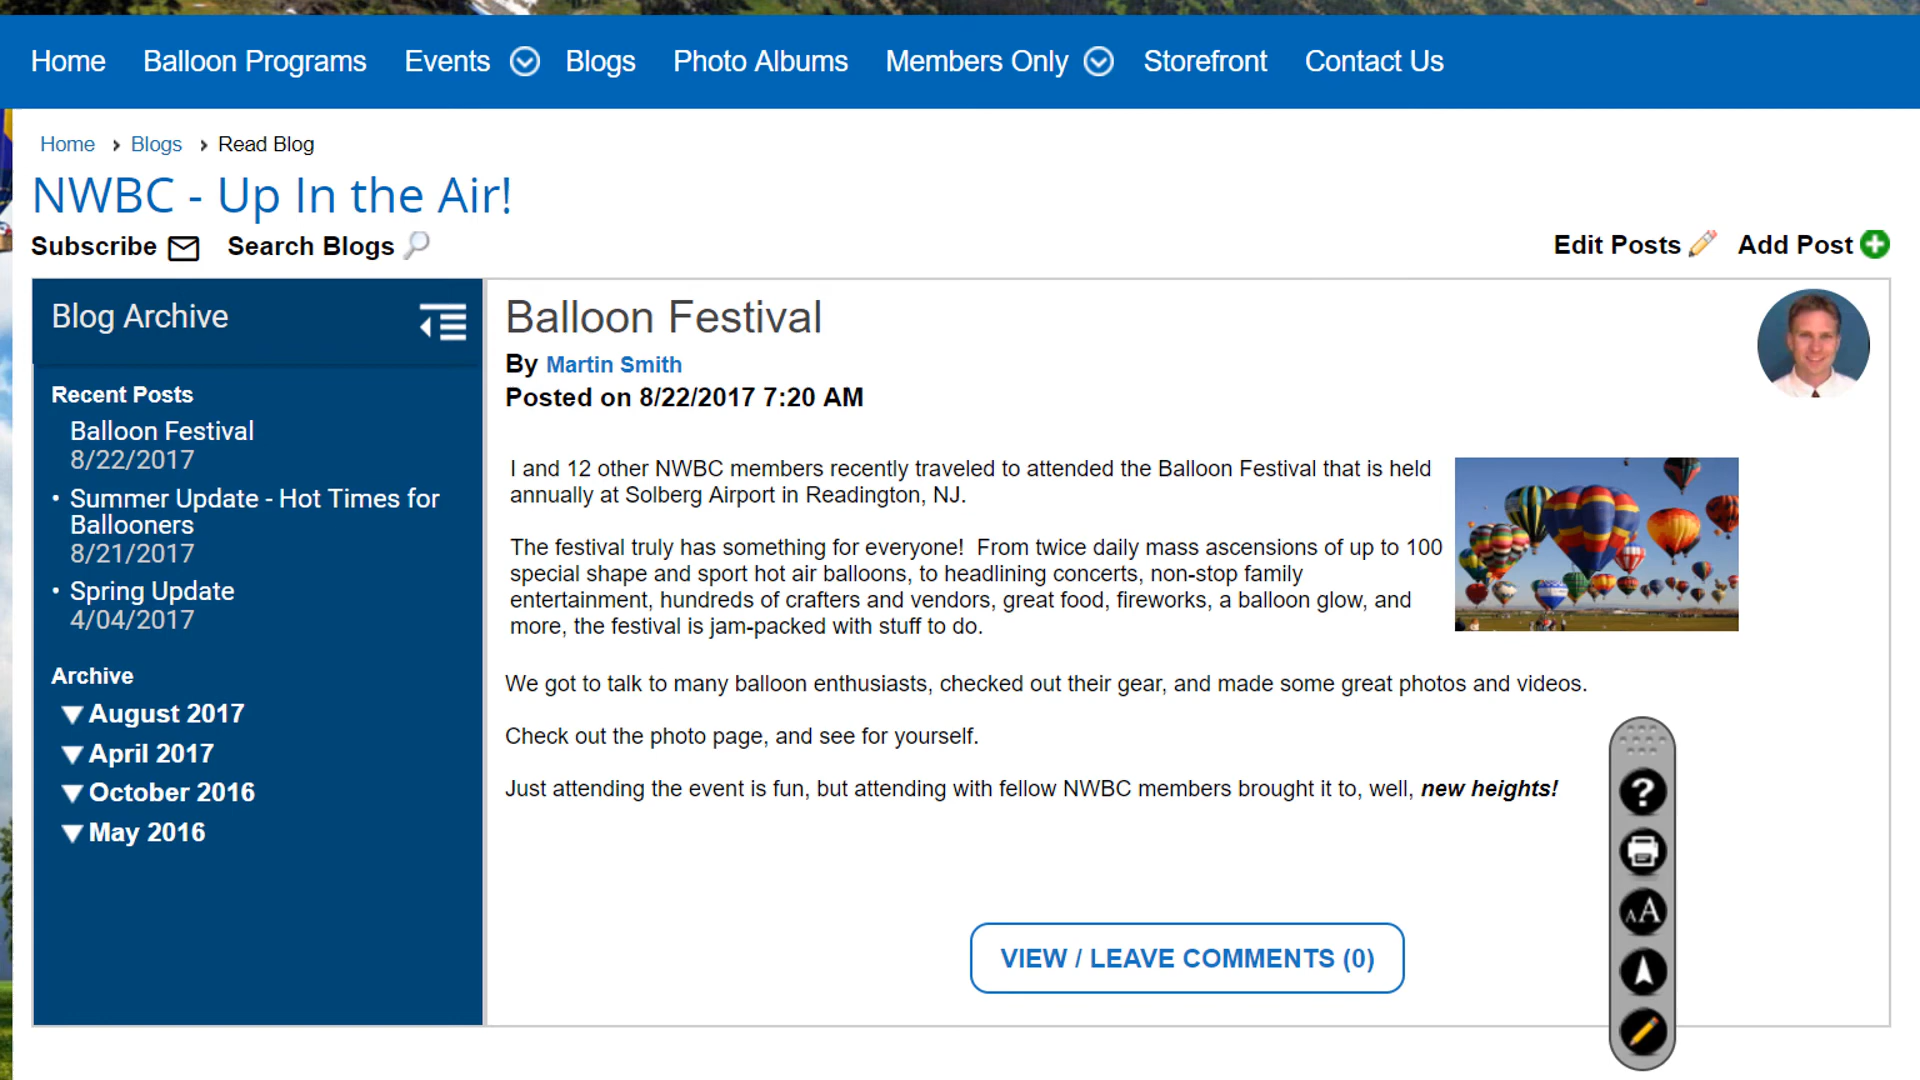 Home Balloon Programs Events Blogs Photo Albums Members Only Storefront Contact Us
Home › Blogs › Read Blog
NWBC - Up In the Air!
Subscribe Search Blogs Edit Posts Add Post
Blog Archive
Recent Posts
Balloon Festival
8/22/2017
• Summer Update - Hot Times for
Ballooners
8/21/2017
• Spring Update
4/04/2017
Archive
August 2017
April 2017
October 2016
May 2016
Balloon Festival
By Martin Smith
Posted on 8/22/2017 7:20 AM
I and 12 other NWBC members recently traveled to attended the Balloon Festival that is held
annually at Solberg Airport in Readington, NJ.
The festival truly has something for everyone! From twice daily mass ascensions of up to 100
special shape and sport hot air balloons, to headlining concerts, non-stop family
entertainment, hundreds of crafters and vendors, great food, fireworks, a balloon glow, and
more, the festival is jam-packed with stuff to do.
We got to talk to many balloon enthusiasts, checked out their gear, and made some great photos and videos.
Check out the photo page, and see for yourself.
Just attending the event is fun, but attending with fellow NWBC members brought it to, well, new heights!
VIEW / LEAVE COMMENTS (0)
?
AA